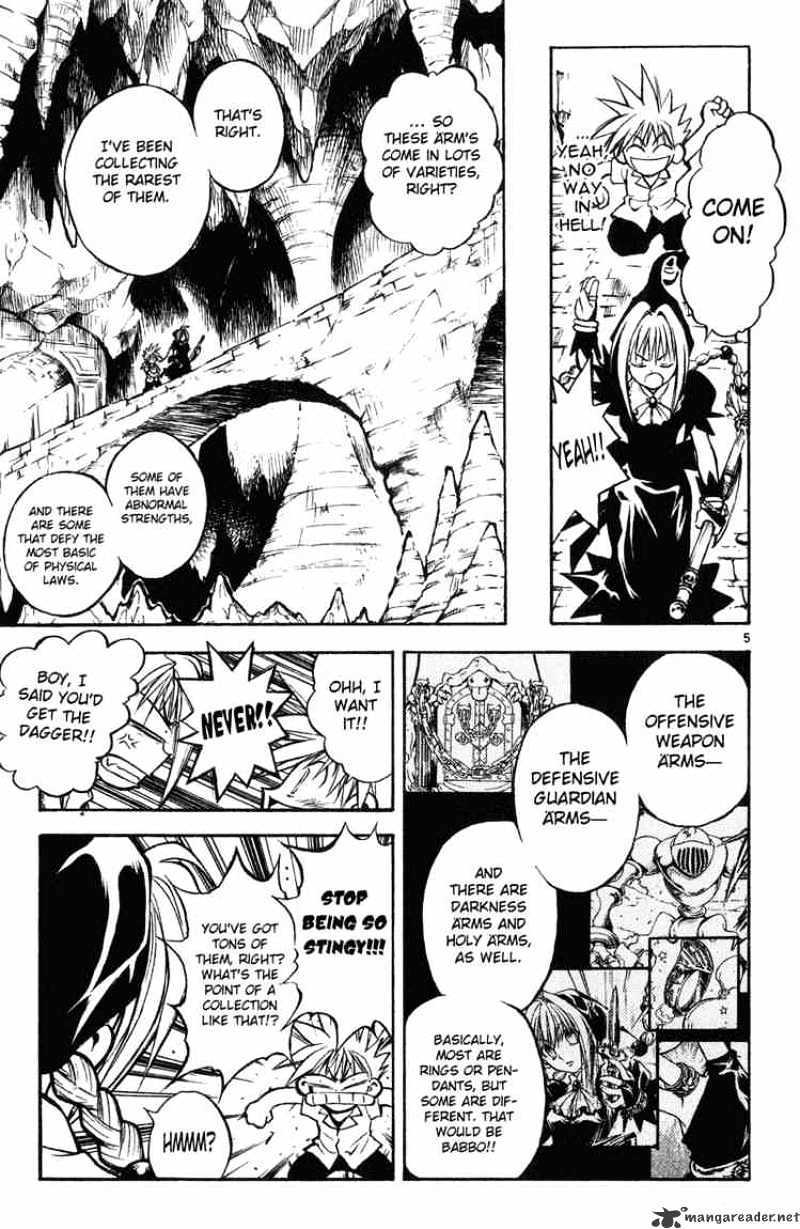 COME
ON!
...
YEAH,
NO
WAY
IN
HELL!
YEAH!!
... SO
THESE ÄRM'S
COME IN LOTS
OF VARIETIES,
RIGHT?
THAT'S
RIGHT.
I'VE BEEN
COLLECTING
THE RAREST
OF THEM.
SOME OF
THEM HAVE
ABNORMAL
STRENGTHS,
AND THERE
ARE SOME
THAT DEFY THE
MOST BASIC
OF PHYSICAL
LAWS.
5
THE
OFFENSIVE
WEAPON
ÄRMS—
THE
DEFENSIVE
GUARDIAN
ÄRMS—
AND
THERE ARE
DARKNESS
ÄRMS AND
HOLY ÄRMS,
AS WELL.
BASICALLY,
MOST ARE
RINGS OR PEN-
DANTS, BUT
SOME ARE DIF-
FERENT. THAT
WOULD BE
BABBO!!
OHH, I
WANT
IT!!
NEVER!!
BOY, I
SAID YOU'D
GET THE
DAGGER!!
STOP
BEING SO
STINGY!!!
YOU'VE GOT
TONS OF
THEM, RIGHT?
WHAT'S THE
POINT OF A
COLLECTION
LIKE THAT!?
HMMM?
mangareader.net